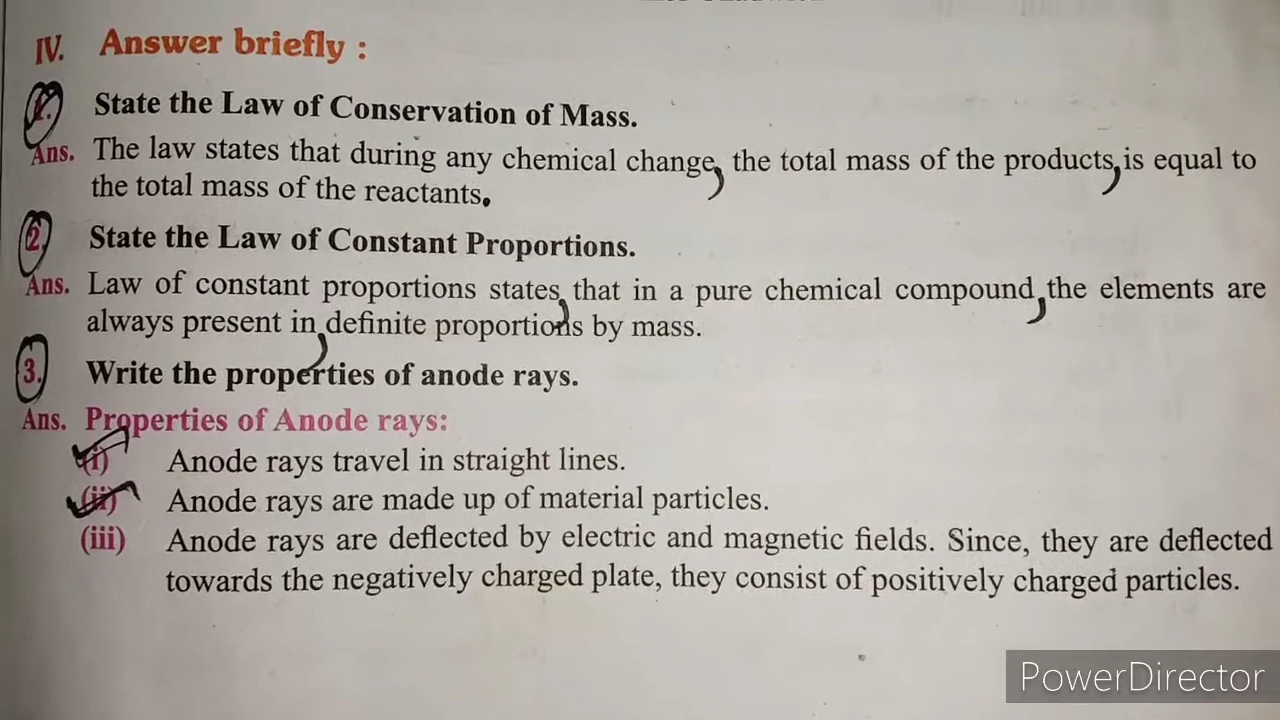 IV. Answer briefly :
1. State the Law of Conservation of Mass.
Ans. The law states that during any chemical change, the total mass of the products, is equal to
the total mass of the reactants.
2. State the Law of Constant Proportions.
Ans. Law of constant proportions states, that in a pure chemical compound, the elements are
always present in, definite proportions by mass.
3. Write the properties of anode rays.
Ans. Properties of Anode rays:
(i) Anode rays travel in straight lines.
(ii) Anode rays are made up of material particles.
(iii) Anode rays are deflected by electric and magnetic fields. Since, they are deflected
towards the negatively charged plate, they consist of positively charged particles.
PowerDirector